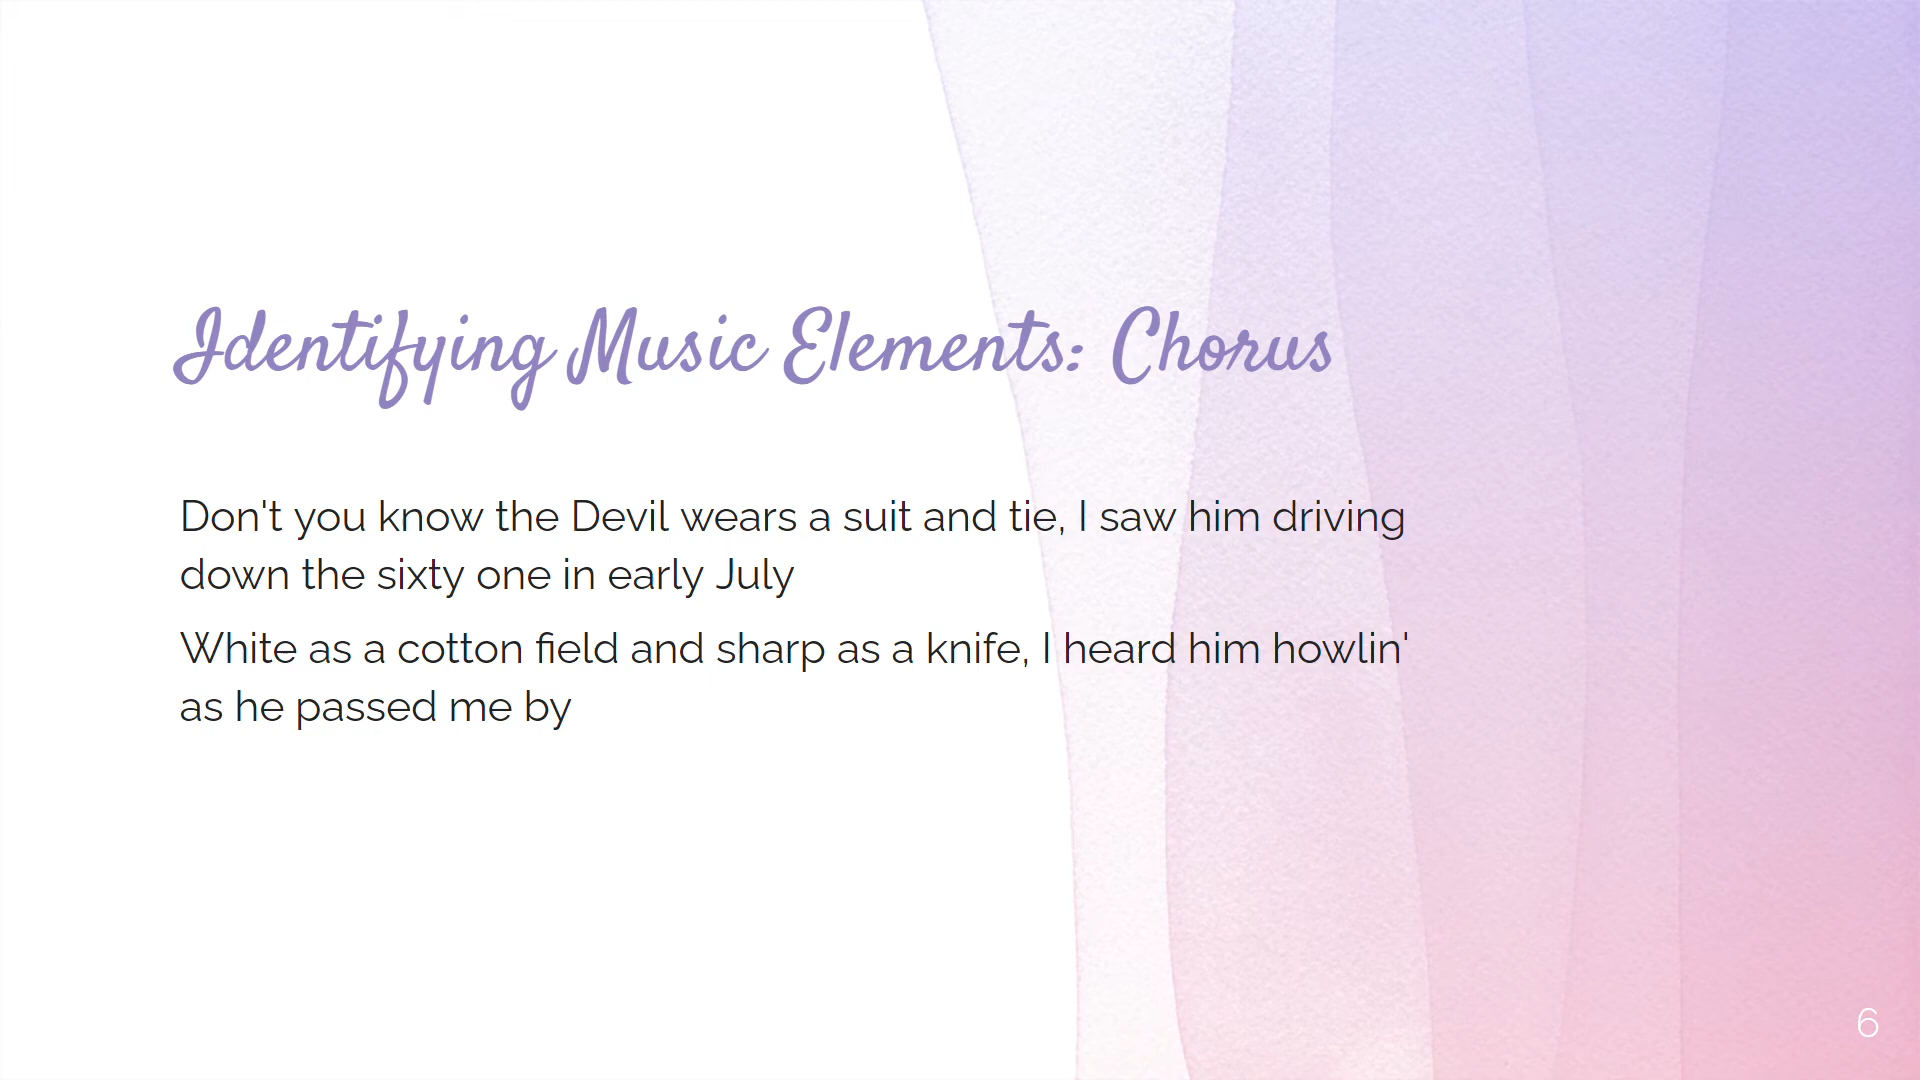 Identifying Music Elements: Chorus
Don't you know the Devil wears a suit and tie, I saw him driving
down the sixty one in early July
White as a cotton field and sharp as a knife, I heard him howlin'
as he passed me by
6